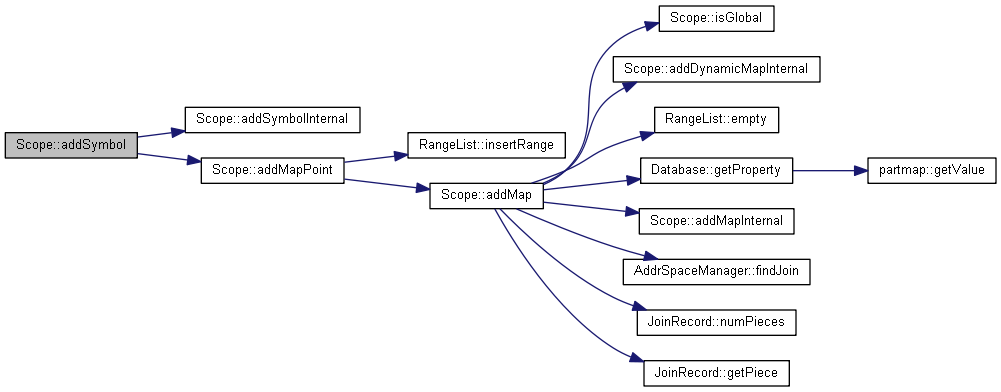 Scope::addSymbol
Scope::addSymbolInternal
Scope::addMapPoint
RangeList::insertRange
Scope::addMap
Scope::isGlobal
Scope::addDynamicMapInternal
RangeList::empty
Database::getProperty
partmap::getValue
Scope::addMapInternal
AddrSpaceManager::findJoin
JoinRecord::numPieces
JoinRecord::getPiece